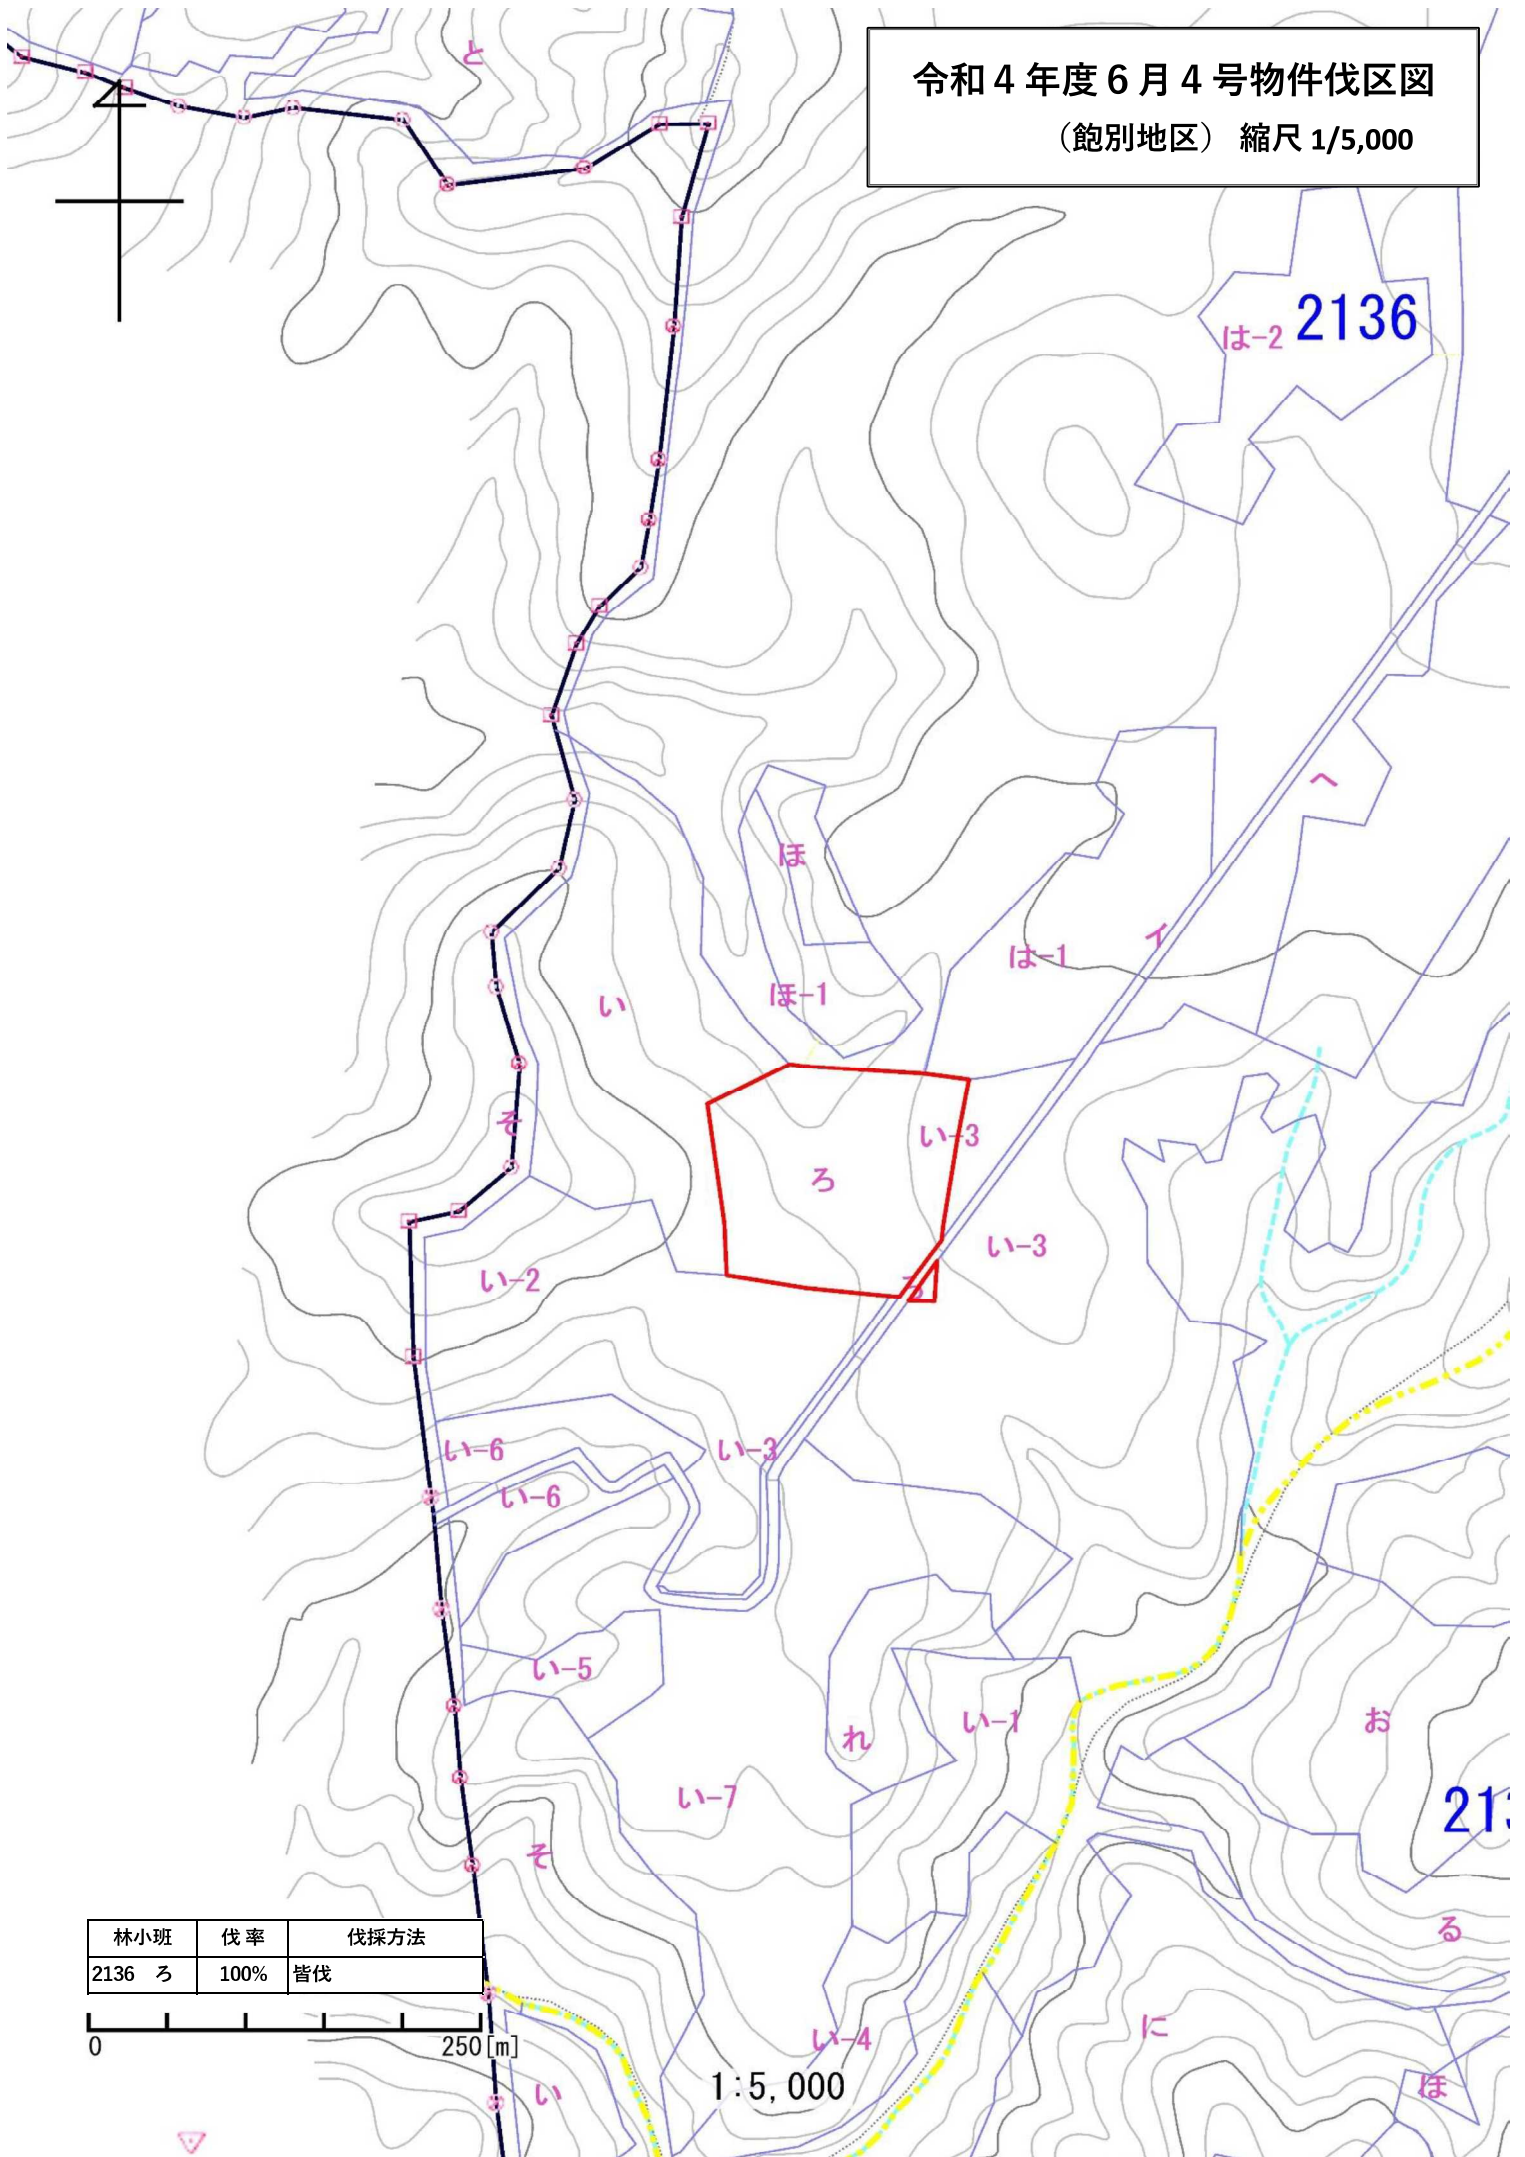 令和４年度６月４号物件伐区図
（飽別地区） 縮尺 1/5,000
と
は-2
2136
へ
ほ
イ
は-1
ほ-1
い
そ
い-3
ろ
い-3
ろ
い-2
い-6
い-3
い-6
い-5
い-1
お
れ
い-7
そ
る
林小班 伐 率 伐採方法
2136 ろ 100% 皆伐
に
0 250[m]
い-4
1:5,000
い
ほ